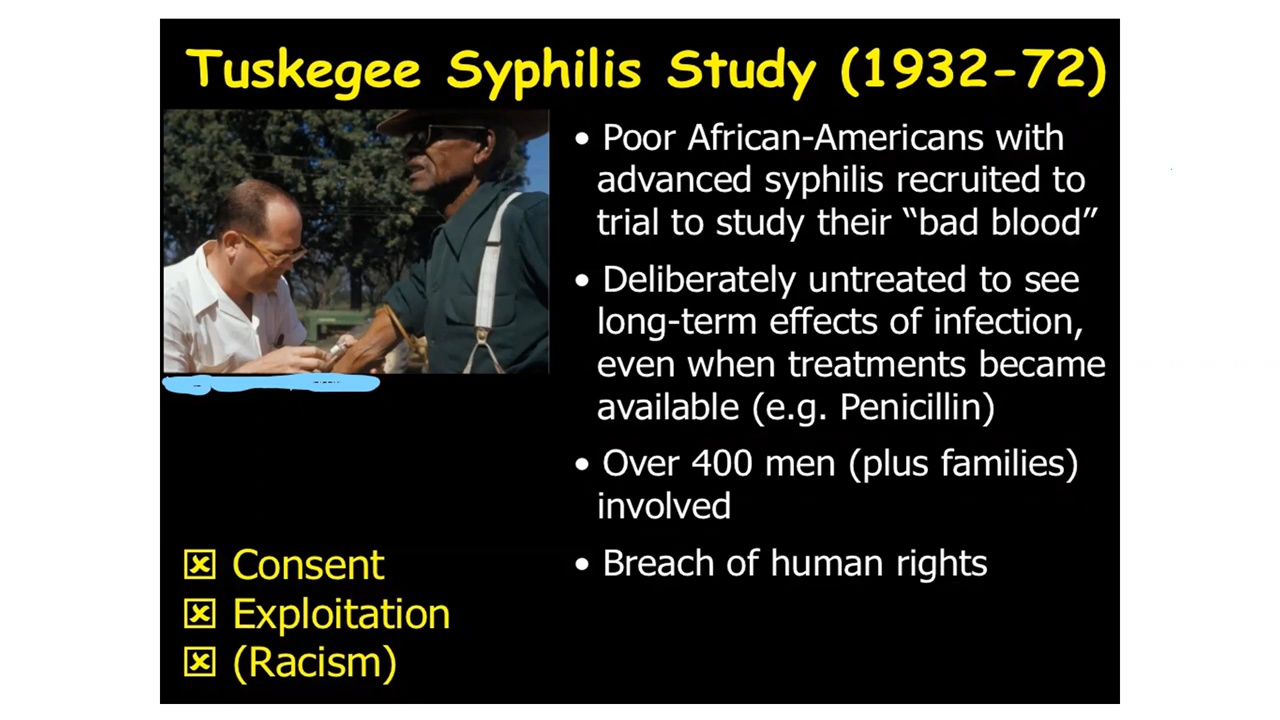 Tuskegee Syphilis Study (1932-72)
• Poor African-Americans with
advanced syphilis recruited to
trial to study their “bad blood”
• Deliberately untreated to see
long-term effects of infection,
even when treatments became
available (e.g. Penicillin)
• Over 400 men (plus families)
involved
• Breach of human rights
☒ Consent
☒ Exploitation
☒ (Racism)